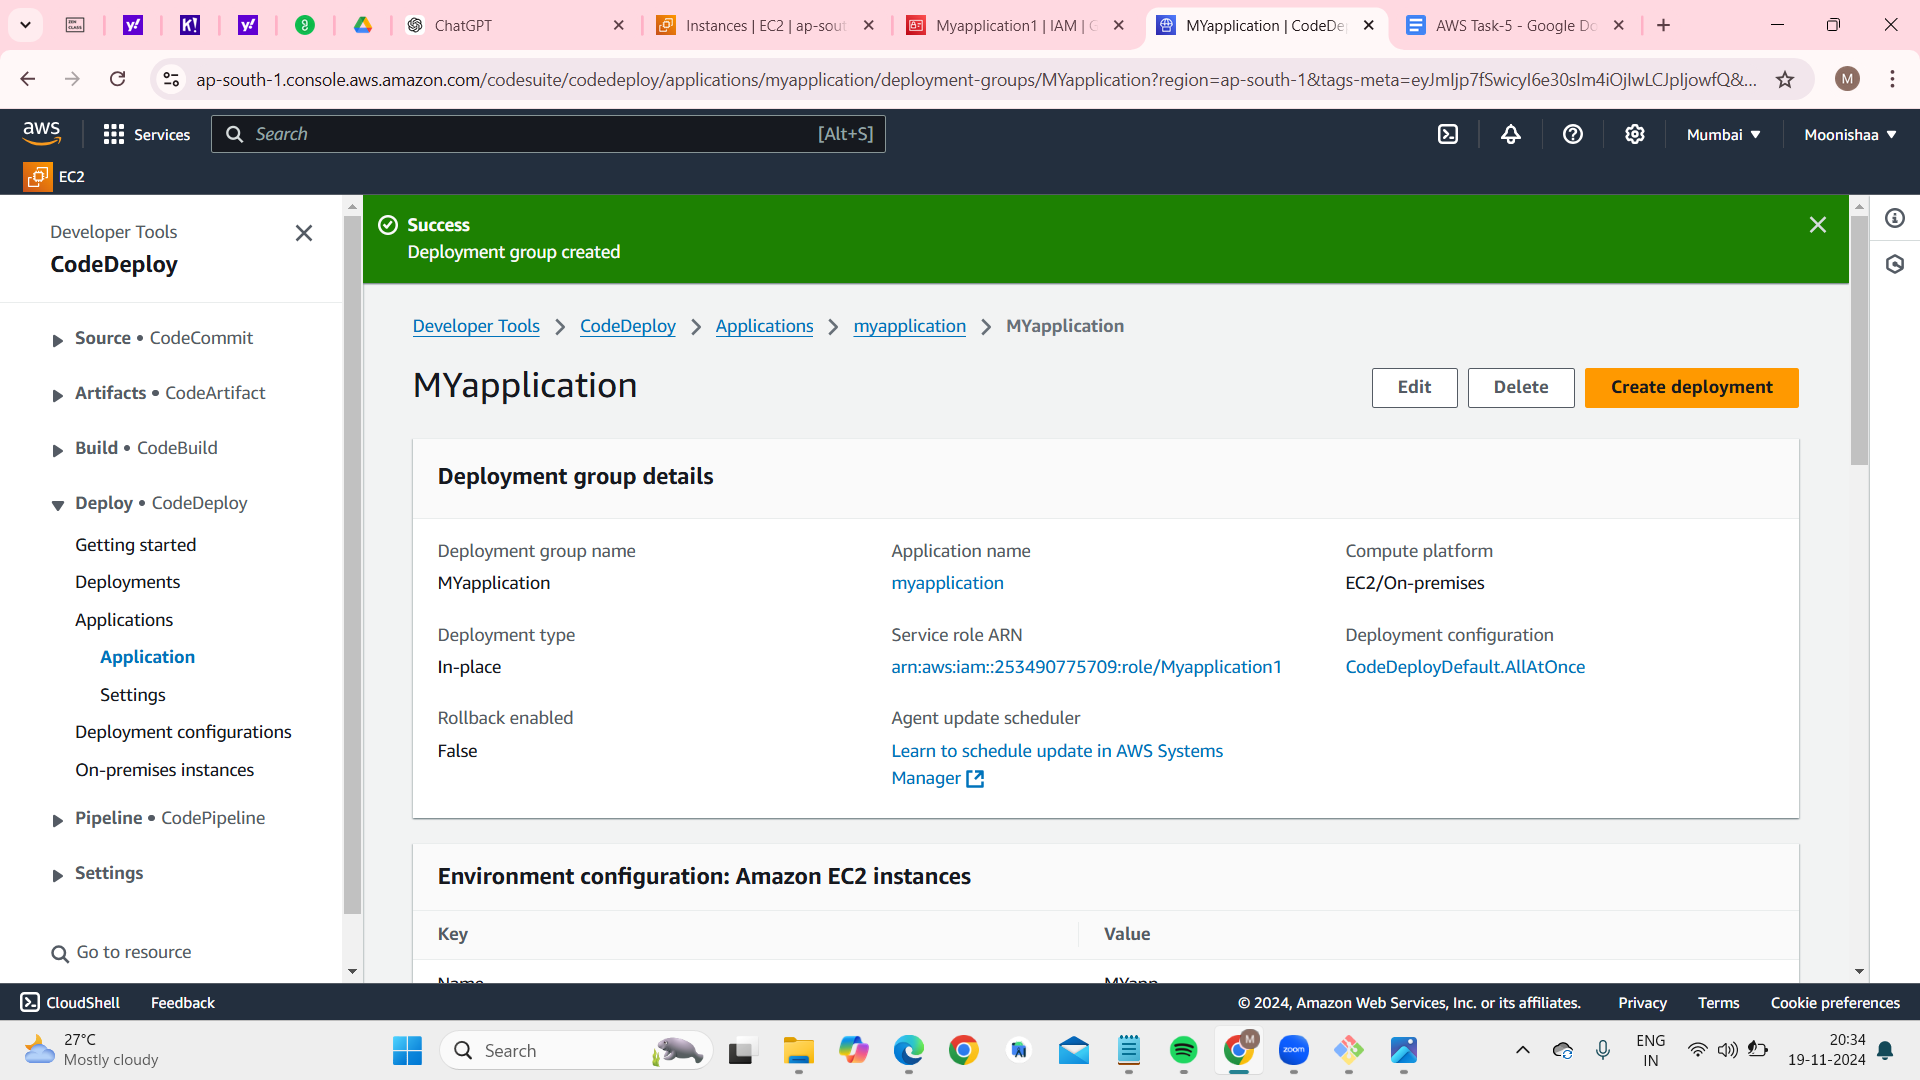 ChatGPT
Instances | EC2 | ap-sout
Myapplication1 | IAM | G
MYapplication | CodeDe
AWS Task-5 - Google Do
ap-south-1.console.aws.amazon.com/codesuite/codedeploy/applications/myapplication/deployment-groups/MYapplication?region=ap-south-1&tags-meta=eyJmIjp7fSwicyI6e30sIm4iOjIwLCJpIjowfQ&...
M
aws
Services
Search
[Alt+S]
Mumbai
Moonishaa
EC2
Developer Tools
CodeDeploy
Source • CodeCommit
Artifacts • CodeArtifact
Build • CodeBuild
Deploy • CodeDeploy
Getting started
Deployments
Applications
Application
Settings
Deployment configurations
On-premises instances
Pipeline • CodePipeline
Settings
Go to resource
Success
Deployment group created
Developer Tools
CodeDeploy
Applications
myapplication
MYapplication
MYapplication
Edit
Delete
Create deployment
Deployment group details
Deployment group name
MYapplication
Application name
myapplication
Compute platform
EC2/On-premises
Deployment type
In-place
Service role ARN
arn:aws:iam::253490775709:role/Myapplication1
Deployment configuration
CodeDeployDefault.AllAtOnce
Rollback enabled
False
Agent update scheduler
Learn to schedule update in AWS Systems
Manager
Environment configuration: Amazon EC2 instances
Key
Value
Name
MYapp
CloudShell
Feedback
© 2024, Amazon Web Services, Inc. or its affiliates.
Privacy
Terms
Cookie preferences
27°C
Mostly cloudy
Search
M
zoom
ENG
IN
20:34
19-11-2024